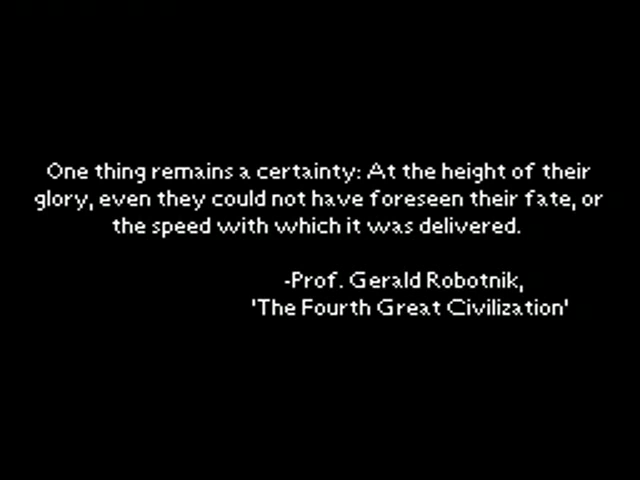 One thing remains a certainty: At the height of their
glory, even they could not have foreseen their fate, or
the speed with which it was delivered.
-Prof. Gerald Robotnik,
'The Fourth Great Civilization'